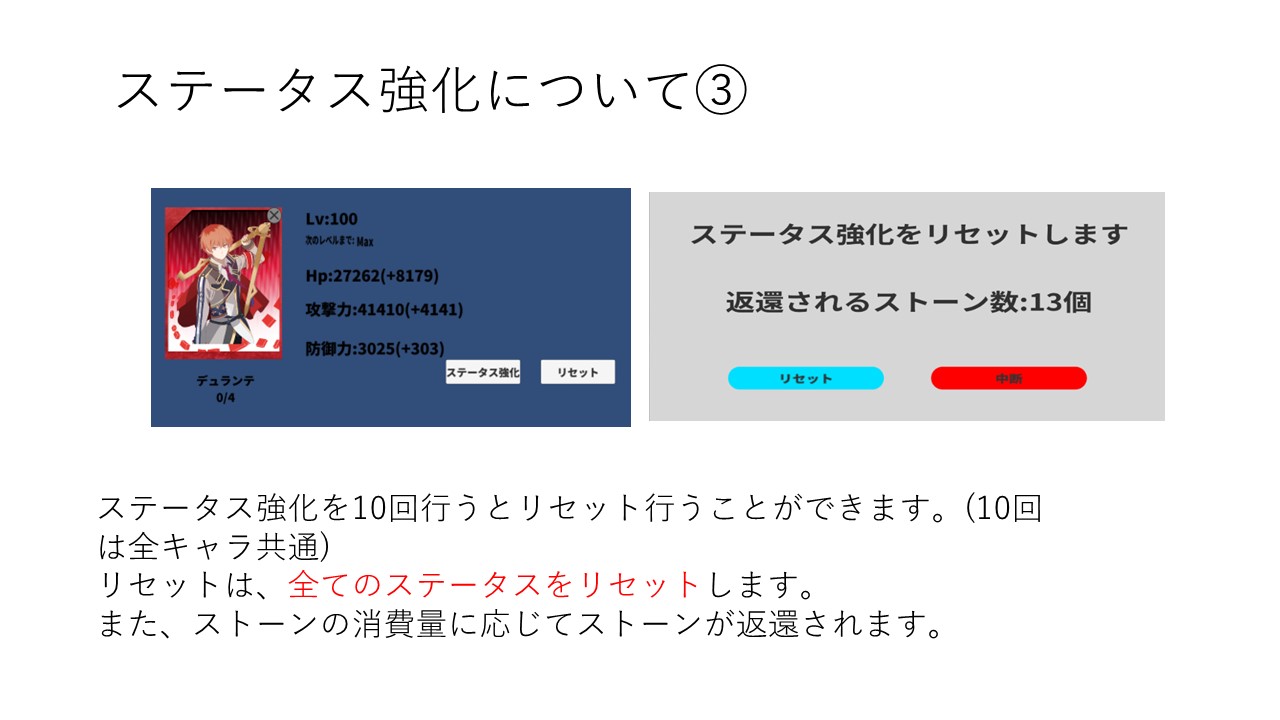 ステータス強化について③
Lv:100
次のレベルまで: Max
Hp:27262(+8179)
攻撃力:41410(+4141)
防御力:3025(+303)
ステータス強化
リセット
デュランテ
0/4
ステータス強化をリセットします
返還されるストーン数:13個
リセット
中断
ステータス強化を10回行うとリセット行うことができます。(10回
は全キャラ共通)
リセットは、全てのステータスをリセットします。
また、ストーンの消費量に応じてストーンが返還されます。